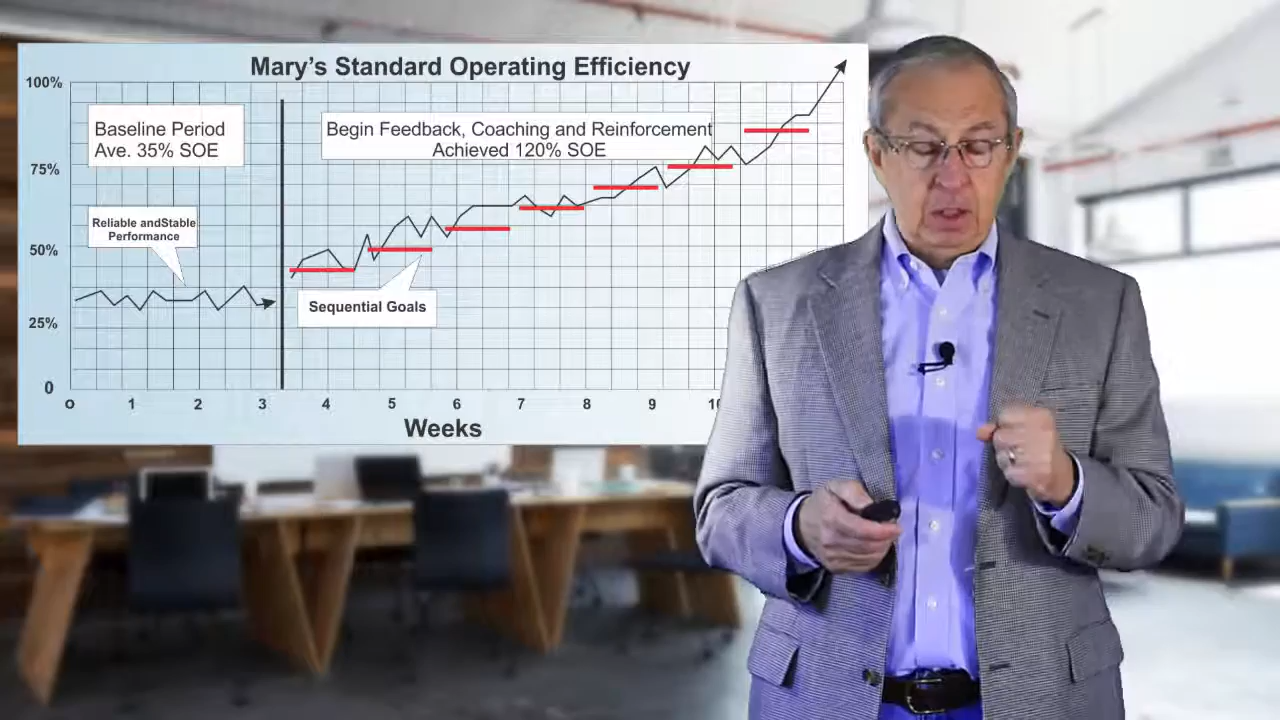 Mary's Standard Operating Efficiency
100%
75%
50%
25%
0
Baseline Period
Ave. 35% SOE
Begin Feedback, Coaching and Reinforcement
Achieved 120% SOE
Reliable andStable
Performance
Sequential Goals
0 1 2 3 4 5 6 7 8 9
Weeks